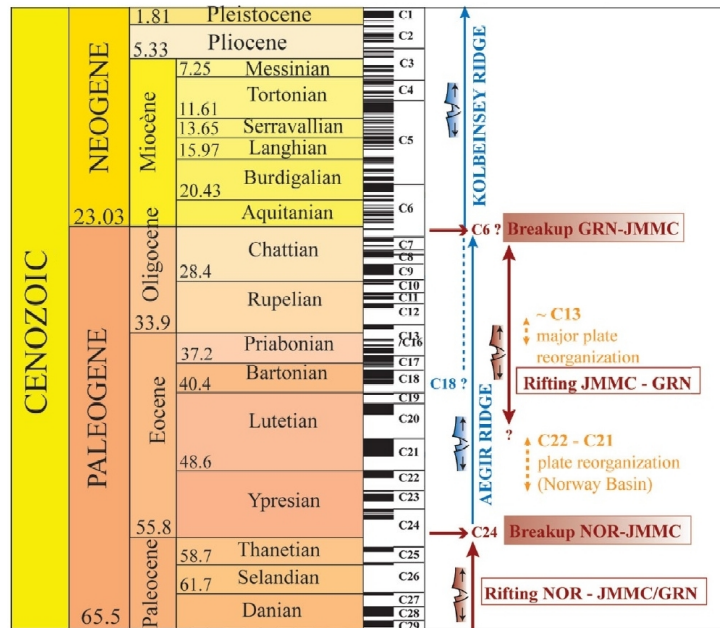 CENOZOIC
NEOGENE
23.03
PALEOGENE
65.5
1.81 Pleistocene
Pliocene
5.33
Miocène
7.25 Messinian
Tortonian
11.61
13.65 Serravallian
15.97 Langhian
Burdigalian
20.43
Aquitanian
Oligocene
Chattian
28.4
Rupelian
33.9
Eocene
Priabonian
37.2
Bartonian
40.4
Lutetian
48.6
Ypresian
55.8
Paleocene
Thanetian
58.7
Selandian
61.7
Danian
C1
C2
C3
C4
C5
C6
C7
C8
C9
C10
C11
C12
C13
/C16
C17
C18
C19
C20
C21
C22
C23
C24
C25
C26
C27
C28
C29
KOLBEINSEY RIDGE
C6 ? Breakup GRN-JMMC
~ C13
major plate
reorganization
Rifting JMMC - GRN
C18 ?
AEGIR RIDGE
?
C22 - C21
plate reorganization
(Norway Basin)
C24 Breakup NOR-JMMC
Rifting NOR - JMMC/GRN